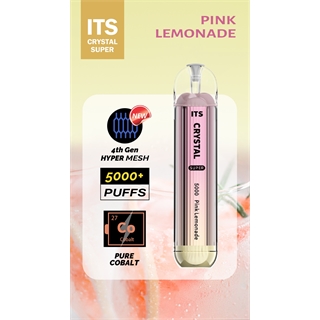 ITS
CRYSTAL
SUPER
PINK
LEMONADE
NEW
4th Gen
HYPER MESH
5000+
PUFFS
27
Co
Cobalt
PURE
COBALT
ITS
CRYSTAL
SUPER
5000 Pink Lemonade